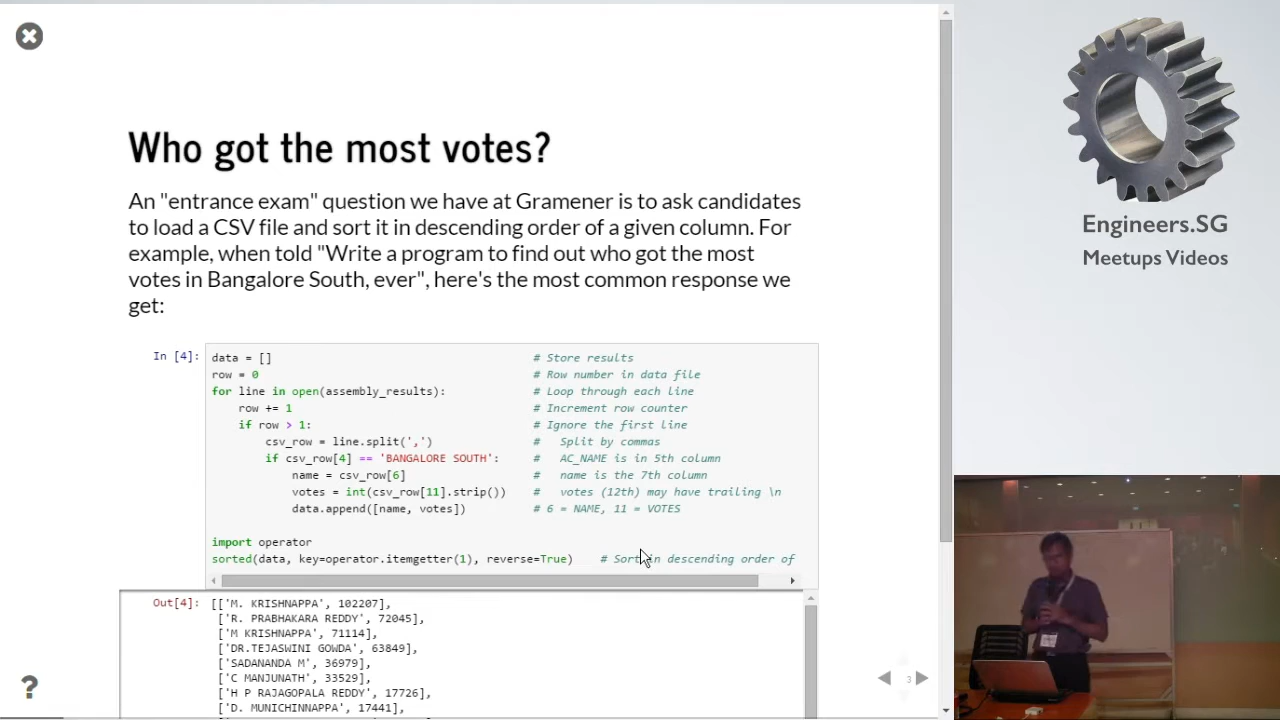 Who got the most votes?
An "entrance exam" question we have at Gramener is to ask candidates
to load a CSV file and sort it in descending order of a given column. For
example, when told "Write a program to find out who got the most
votes in Bangalore South, ever", here's the most common response we
get:
In [4]:
data = [] # Store results
row = 0 # Row number in data file
for line in open(assembly_results): # Loop through each line
row += 1 # Increment row counter
if row > 1: # Ignore the first line
csv_row = line.split(',') # Split by commas
if csv_row[4] == 'BANGALORE SOUTH': # AC_NAME is in 5th column
name = csv_row[6] # name is the 7th column
votes = int(csv_row[11].strip()) # votes (12th) may have trailing \n
data.append([name, votes]) # 6 = NAME, 11 = VOTES
import operator
sorted(data, key=operator.itemgetter(1), reverse=True) # Sort in descending order of
Out[4]: [['M. KRISHNAPPA', 102207],
['R. PRABHAKARA REDDY', 72045],
['M KRISHNAPPA', 71114],
['DR.TEJASWINI GOWDA', 63849],
['SADANANDA M', 36979],
['C MANJUNATH', 33529],
['H P RAJAGOPALA REDDY', 17726],
['D. MUNICHINNAPPA', 17441],
?
3
Engineers.SG
Meetups Videos